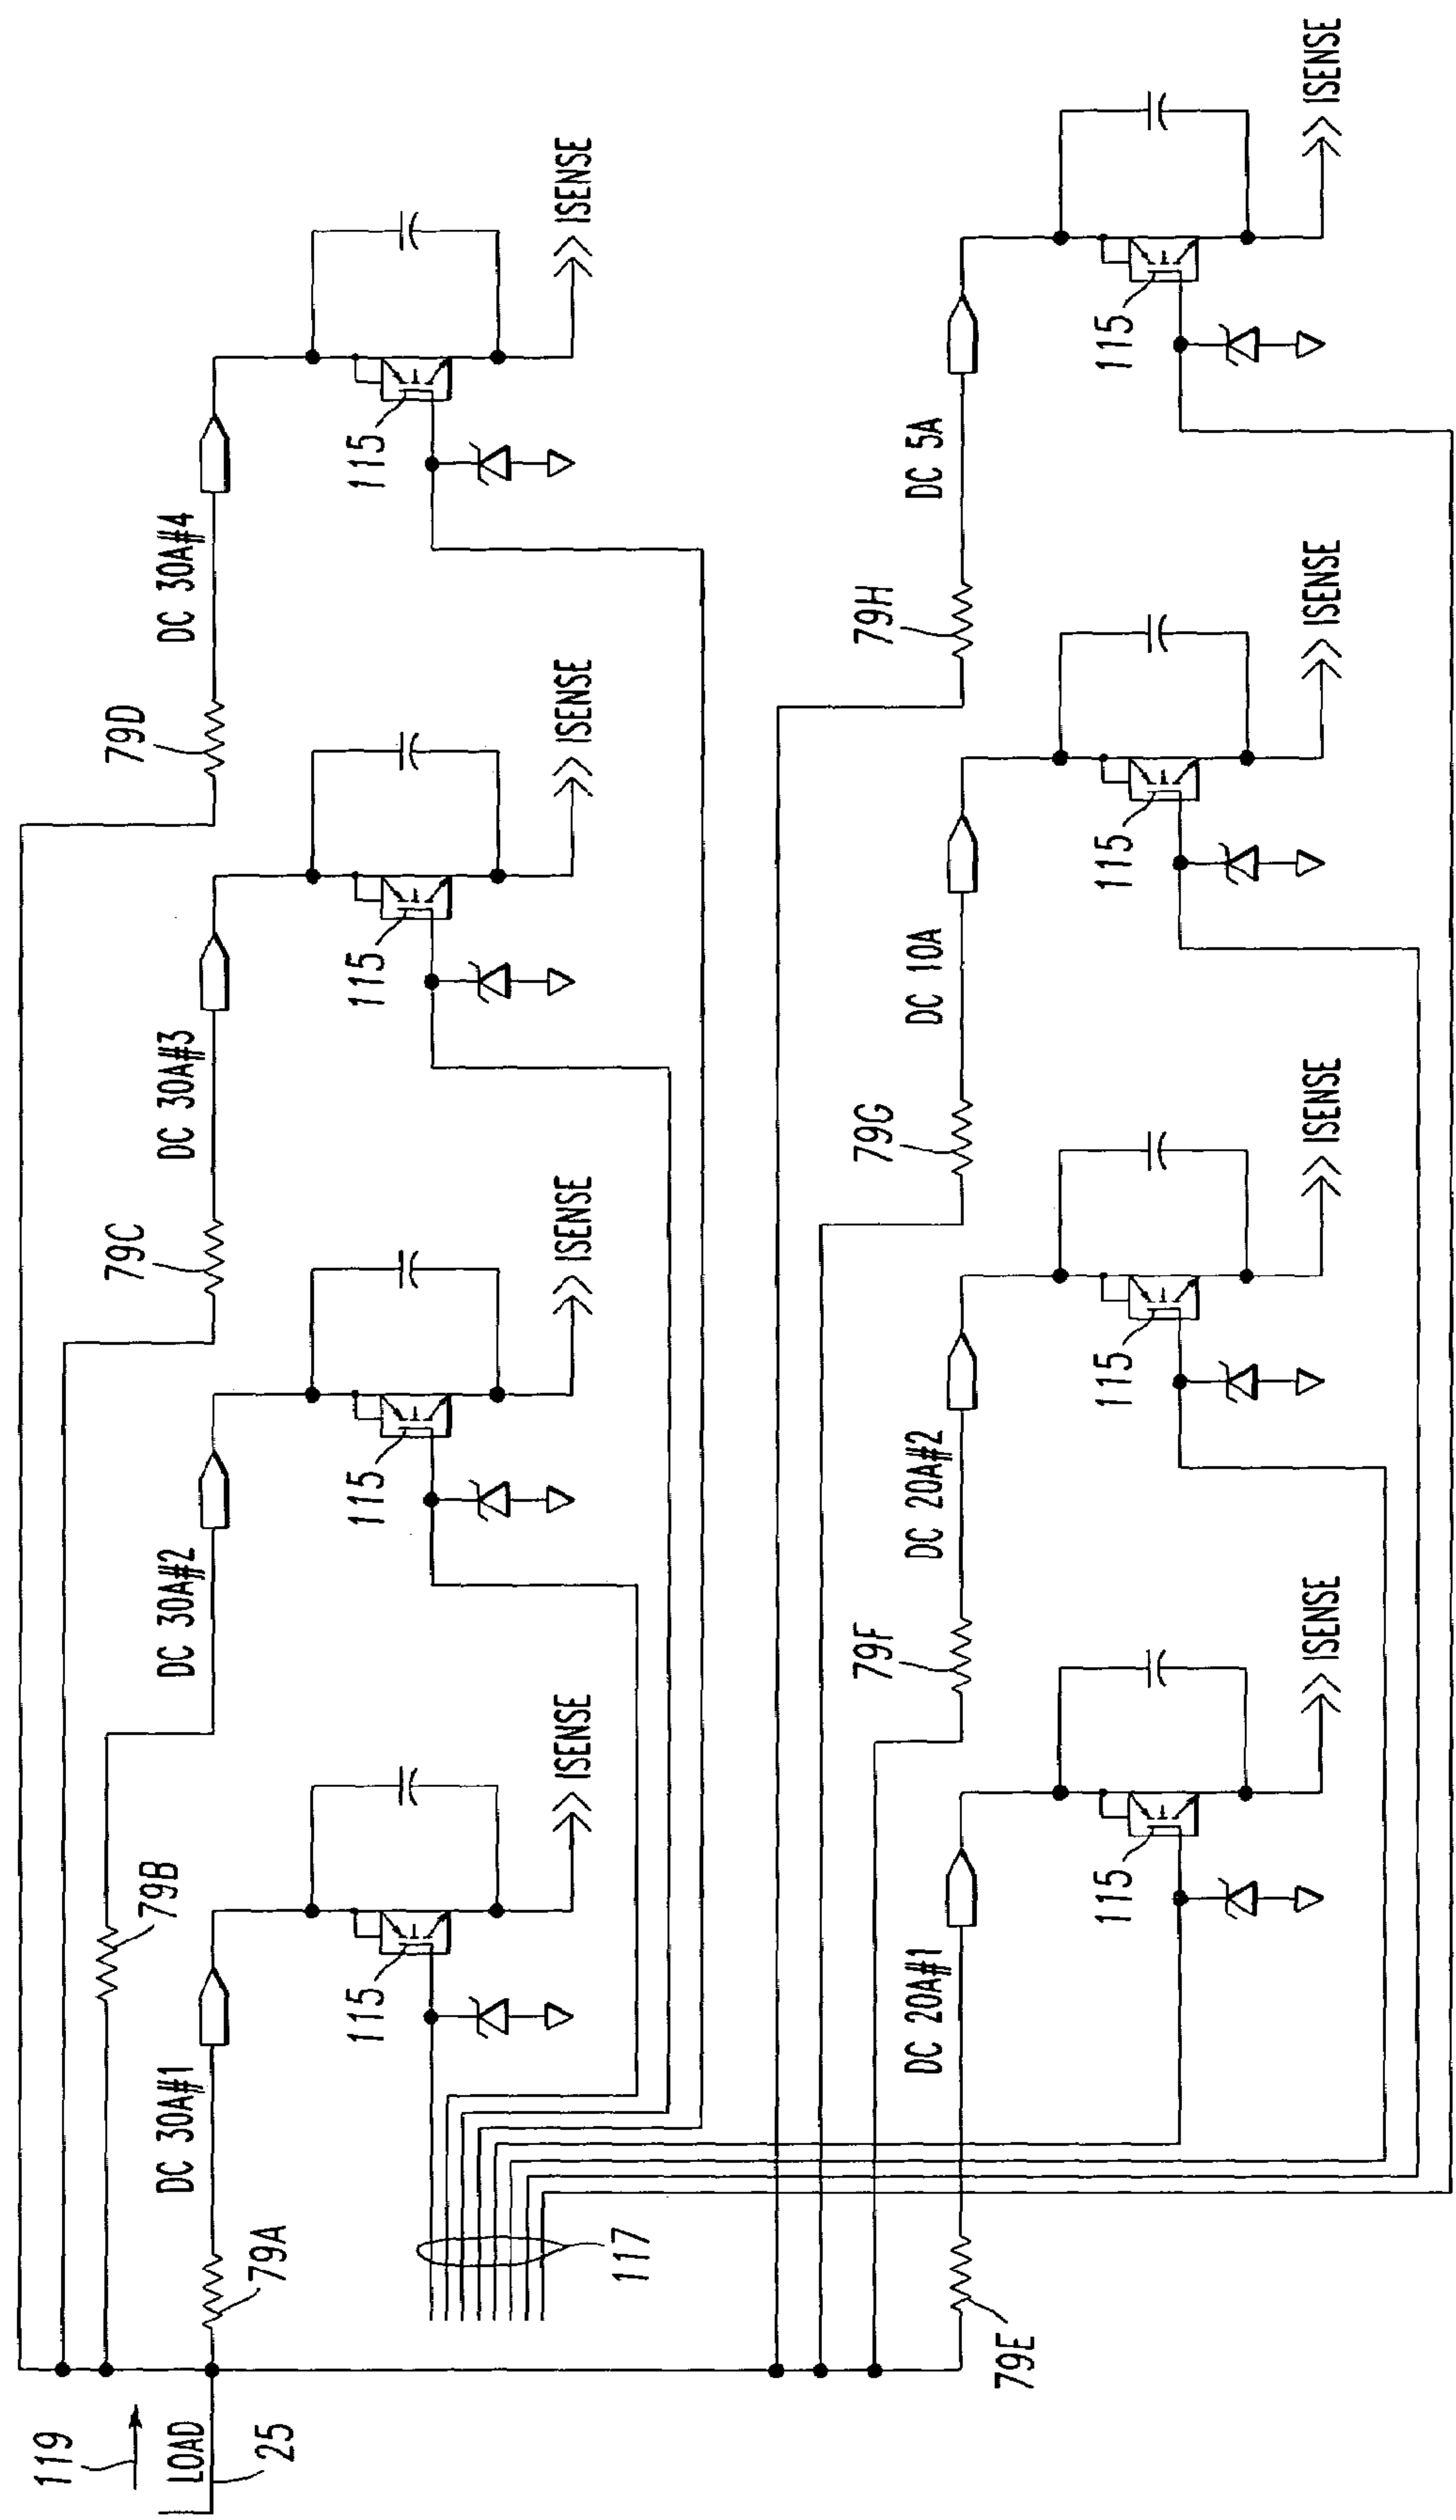 119
LOAD
25
79A
DC 30A#1
115
ISENSE
79B
DC 30A#2
115
ISENSE
79C
DC 30A#3
115
ISENSE
79D
DC 30A#4
115
ISENSE
117
79E
DC 20A#1
115
ISENSE
79F
DC 20A#2
115
ISENSE
79G
DC 10A
115
ISENSE
79H
DC 5A
115
ISENSE